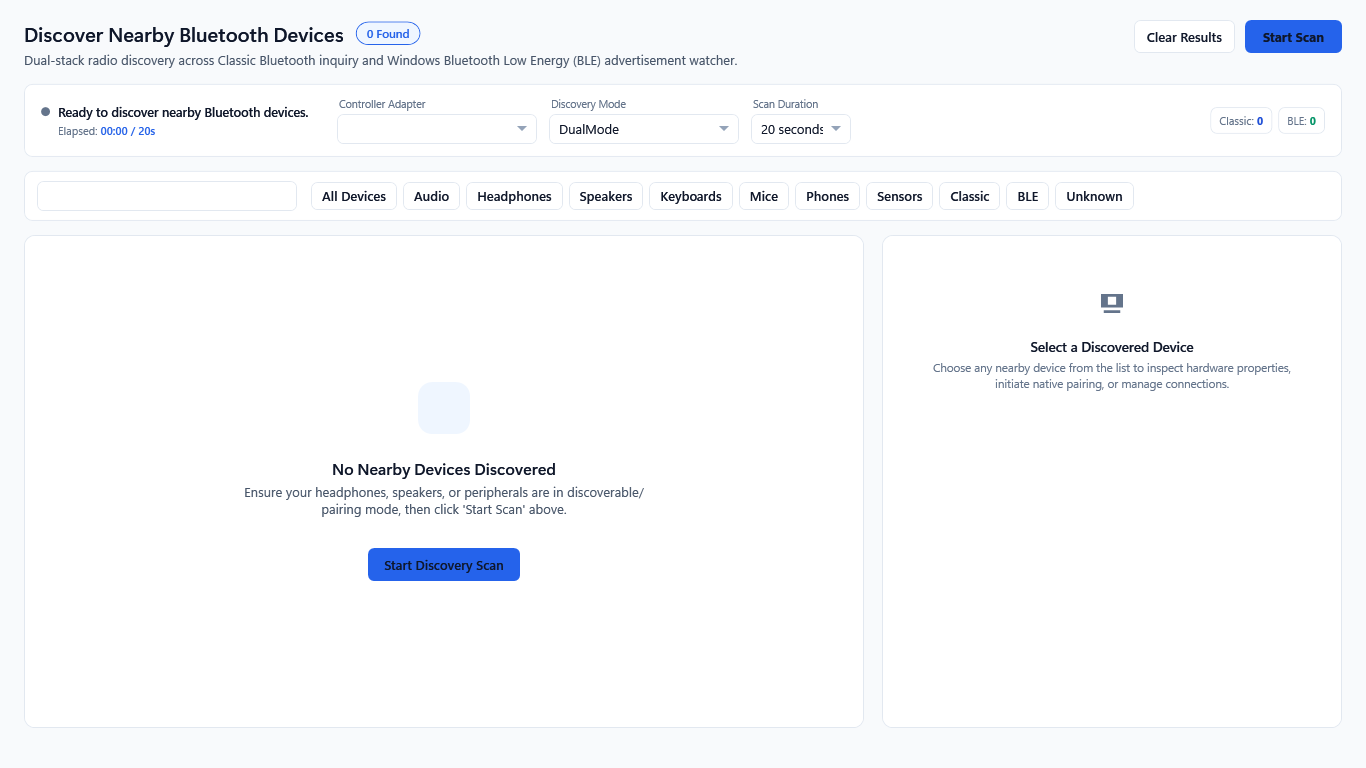 Discover Nearby Bluetooth Devices
0 Found
Clear Results
Start Scan
Dual-stack radio discovery across Classic Bluetooth inquiry and Windows Bluetooth Low Energy (BLE) advertisement watcher.
Ready to discover nearby Bluetooth devices.
Elapsed: 00:00 / 20s
Controller Adapter
Discovery Mode
DualMode
Scan Duration
20 seconds
Classic: 0
BLE: 0
All Devices
Audio
Headphones
Speakers
Keyboards
Mice
Phones
Sensors
Classic
BLE
Unknown
No Nearby Devices Discovered
Ensure your headphones, speakers, or peripherals are in discoverable/
pairing mode, then click 'Start Scan' above.
Start Discovery Scan
Select a Discovered Device
Choose any nearby device from the list to inspect hardware properties,
initiate native pairing, or manage connections.